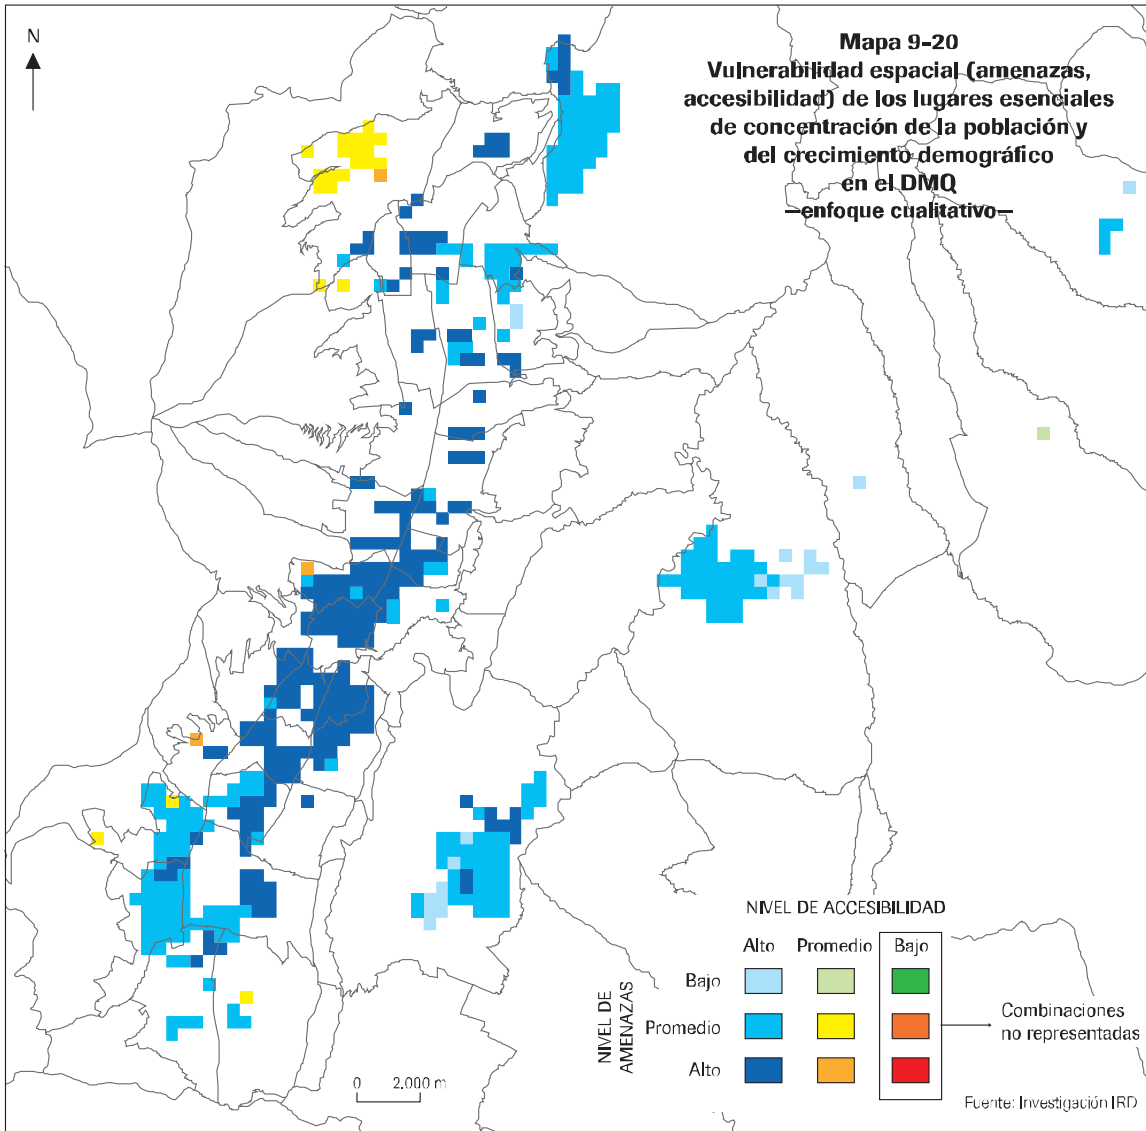 N
Mapa 9-20
Vulnerabilidad espacial (amenazas,
accesibilidad) de los lugares esenciales
de concentración de la población y
del crecimiento demográfico
en el DMQ
—enfoque cualitativo—
NIVEL DE ACCESIBILIDAD
Alto Promedio Bajo
NIVEL DE
AMENAZAS
Bajo
Promedio
Alto
Combinaciones
no representadas
0 2.000 m
Fuente: Investigación IRD